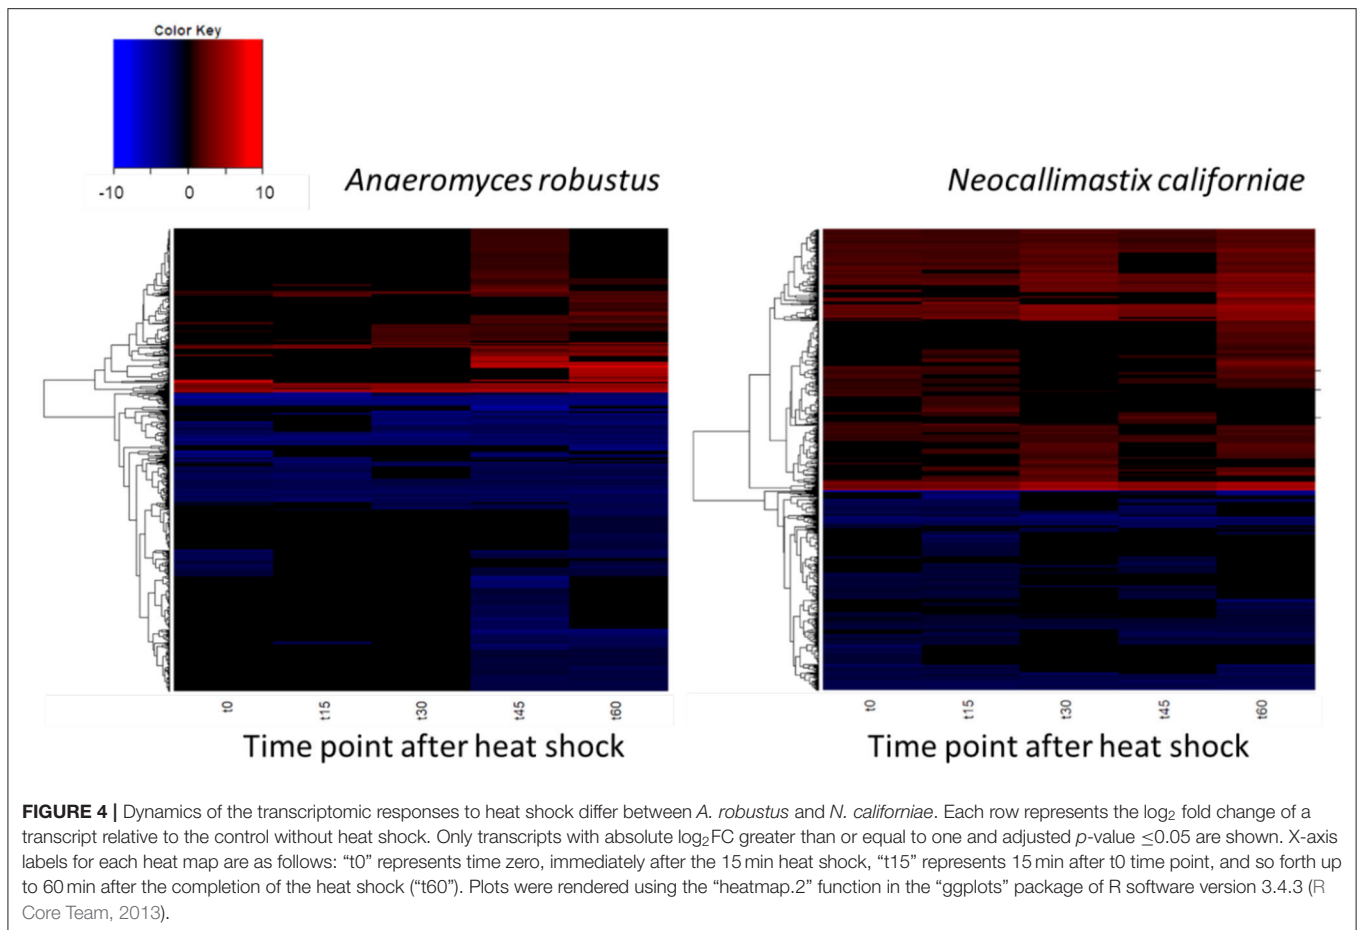 Color Key
-10 0 10
Anaeromyces robustus
Neocallimastix californiae
t0 t15 t30 t45 t60
t0 t15 t30 t45 t60
Time point after heat shock
Time point after heat shock
FIGURE 4 | Dynamics of the transcriptomic responses to heat shock differ between A. robustus and N. californiae. Each row represents the log₂ fold change of a
transcript relative to the control without heat shock. Only transcripts with absolute log₂FC greater than or equal to one and adjusted p-value ≤0.05 are shown. X-axis
labels for each heat map are as follows: “t0” represents time zero, immediately after the 15 min heat shock, “t15” represents 15 min after t0 time point, and so forth up
to 60 min after the completion of the heat shock (“t60”). Plots were rendered using the “heatmap.2” function in the “ggplots” package of R software version 3.4.3 (R
Core Team, 2013).